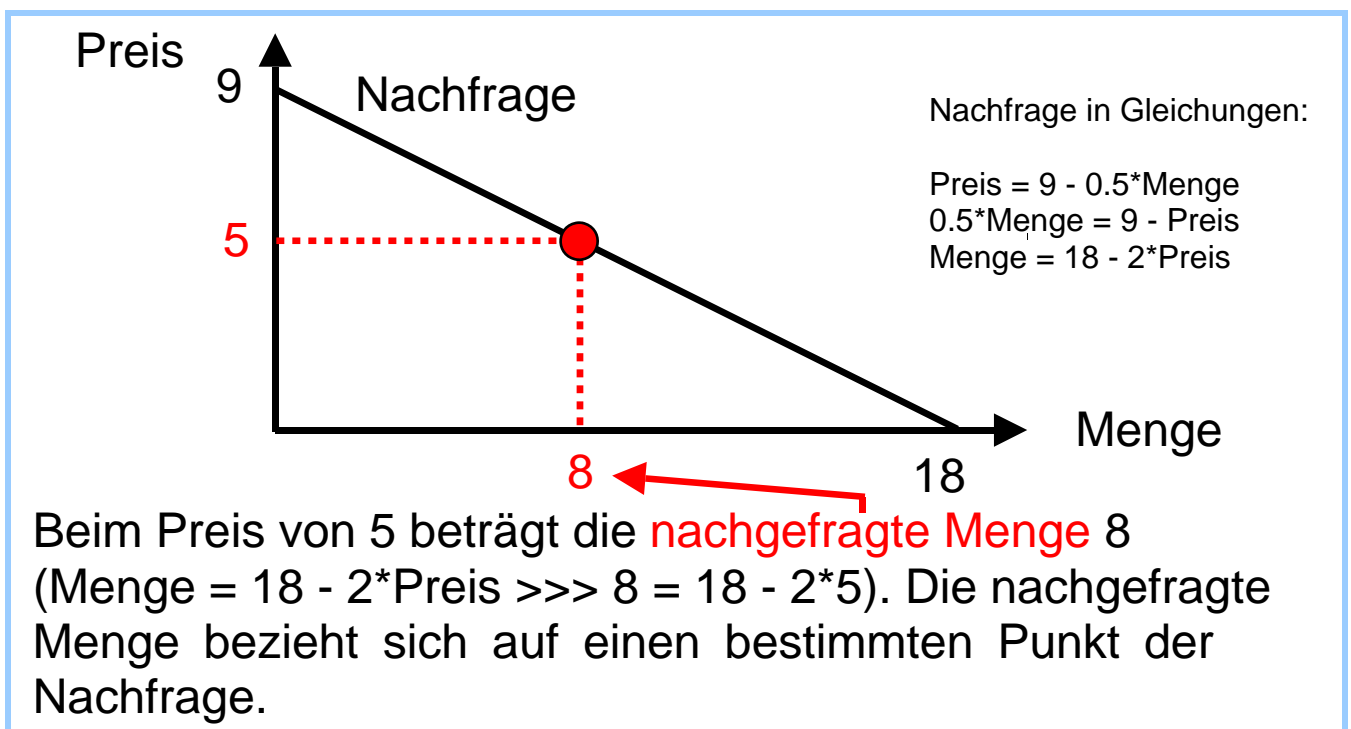 Preis
9
Nachfrage
Nachfrage in Gleichungen:
Preis = 9 - 0.5*Menge
0.5*Menge = 9 - Preis
Menge = 18 - 2*Preis
5
Menge
8
18
Beim Preis von 5 beträgt die nachgefragte Menge 8
(Menge = 18 - 2*Preis >>> 8 = 18 - 2*5). Die nachgefragte
Menge bezieht sich auf einen bestimmten Punkt der
Nachfrage.